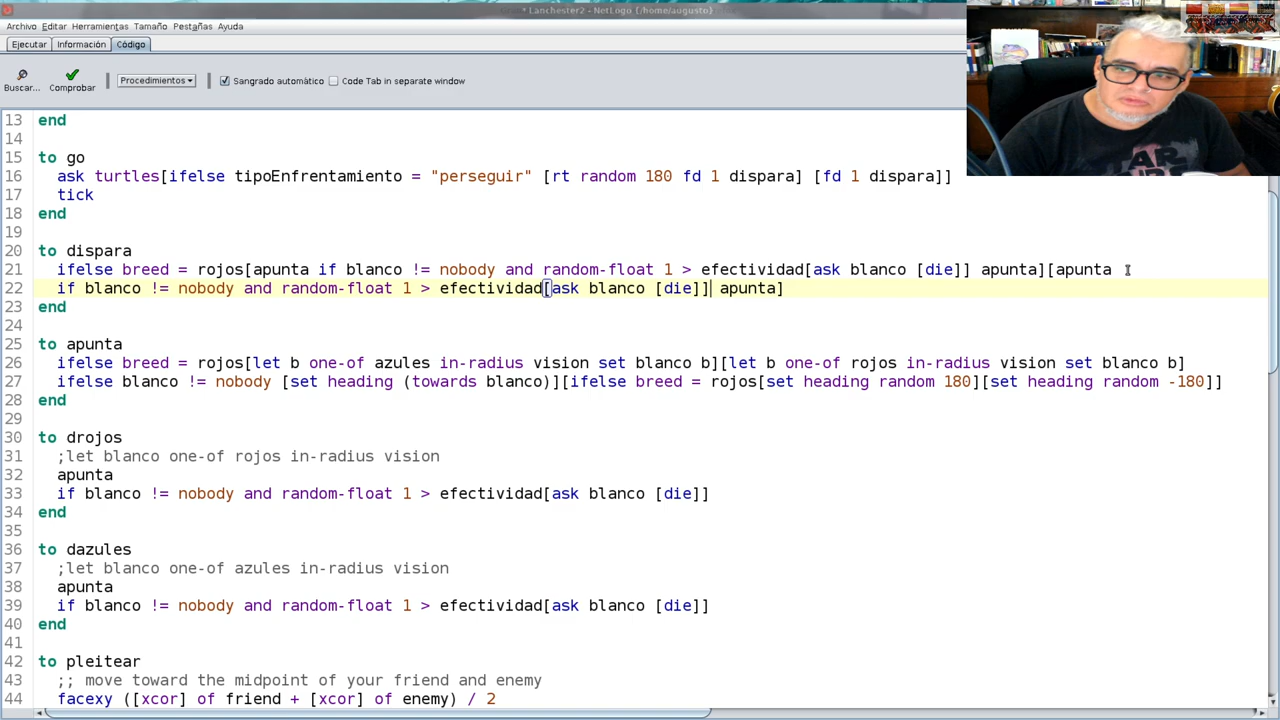 * Lanchester2 - NetLogo {/home/augusto}
Archivo Editar Herramientas Tamaño Pestañas Ayuda
Ejecutar Información Código
Buscar... Comprobar Procedimientos Sangrado automático Code Tab in separate window
13 end
14
15 to go
16 ask turtles[ifelse tipoEnfrentamiento = "perseguir" [rt random 180 fd 1 dispara] [fd 1 dispara]]
17 tick
18 end
19
20 to dispara
21 ifelse breed = rojos[apunta if blanco != nobody and random-float 1 > efectividad[ask blanco [die]] apunta][apunta
22 if blanco != nobody and random-float 1 > efectividad[ask blanco [die]] apunta]
23 end
24
25 to apunta
26 ifelse breed = rojos[let b one-of azules in-radius vision set blanco b][let b one-of rojos in-radius vision set blanco b]
27 ifelse blanco != nobody [set heading (towards blanco)][ifelse breed = rojos[set heading random 180][set heading random -180]]
28 end
29
30 to drojos
31 ;let blanco one-of rojos in-radius vision
32 apunta
33 if blanco != nobody and random-float 1 > efectividad[ask blanco [die]]
34 end
35
36 to dazules
37 ;let blanco one-of azules in-radius vision
38 apunta
39 if blanco != nobody and random-float 1 > efectividad[ask blanco [die]]
40 end
41
42 to pleitear
43 ;; move toward the midpoint of your friend and enemy
44 facexy ([xcor] of friend + [xcor] of enemy) / 2
STAR